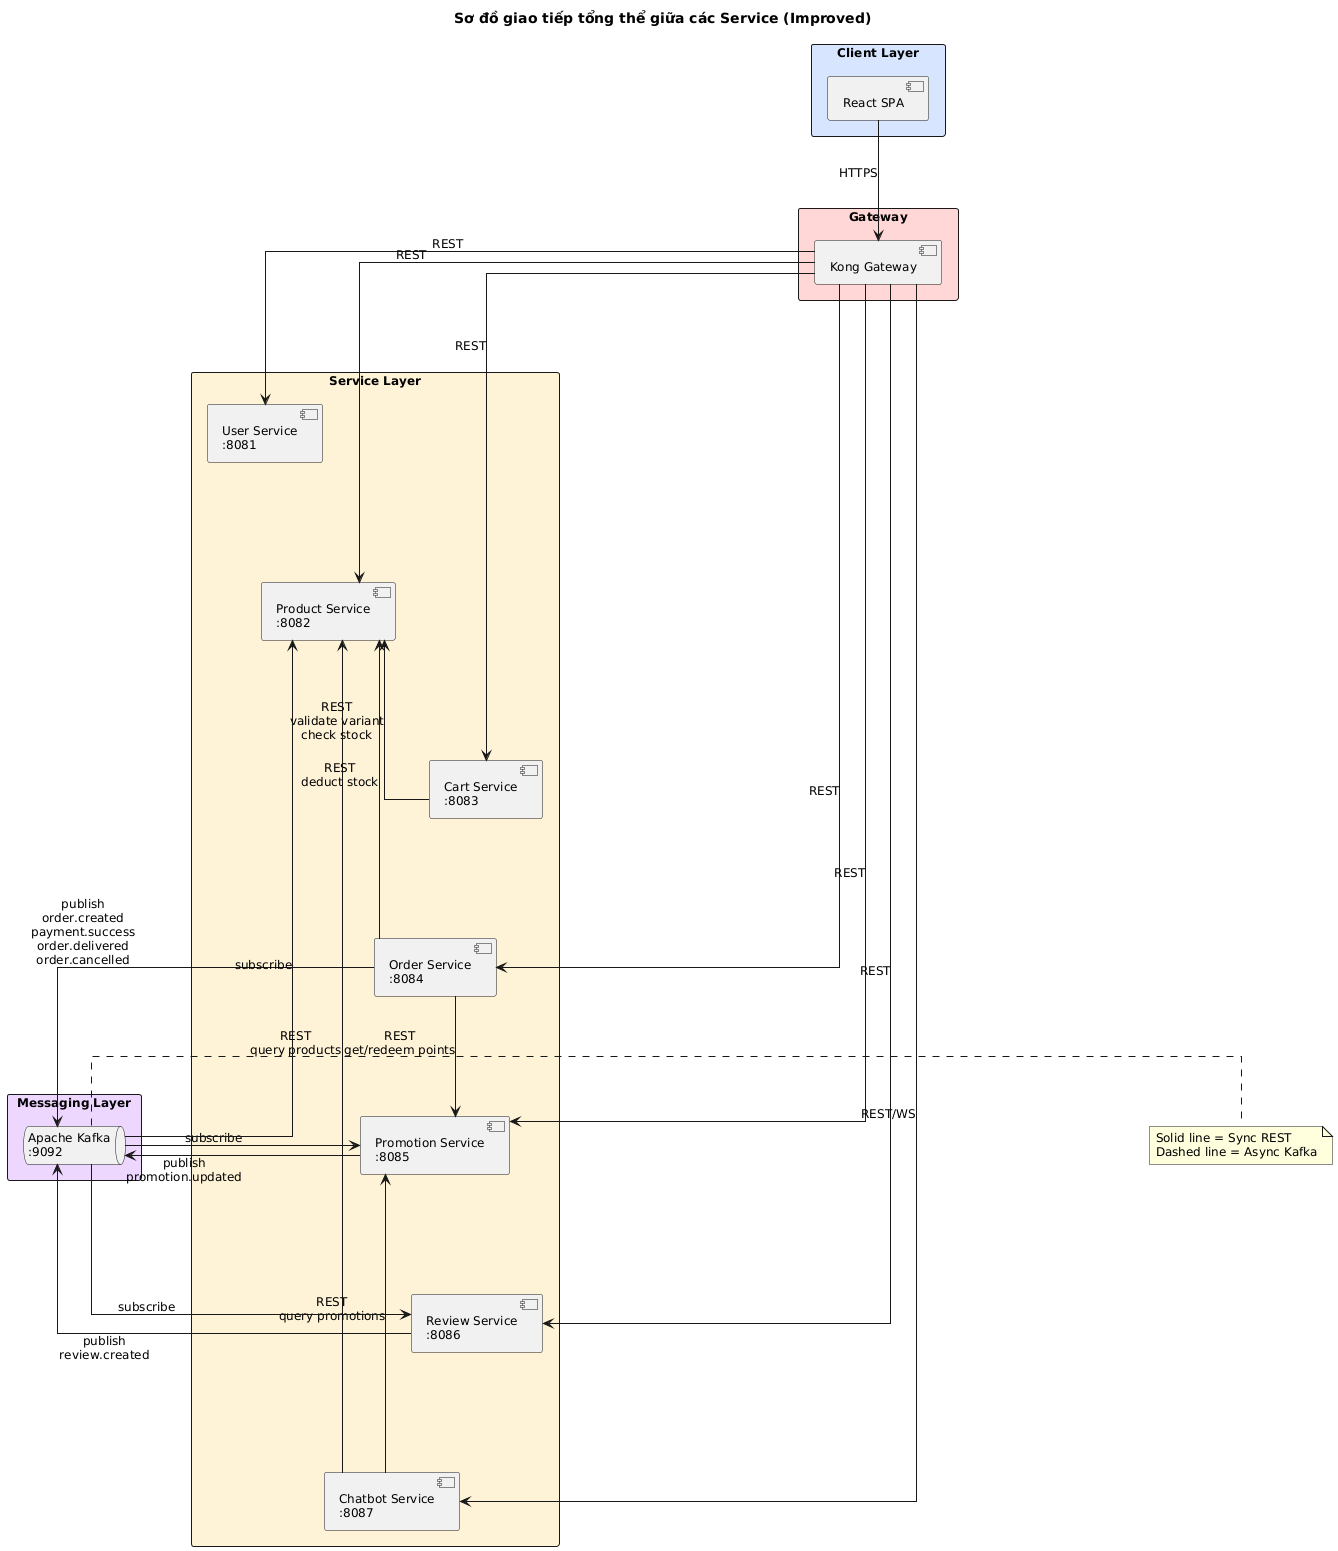 Sơ đồ giao tiếp tổng thể giữa các Service (Improved)
Client Layer
React SPA
HTTPS
Gateway
Kong Gateway
REST
REST
REST
Service Layer
User Service
:8081
Product Service
:8082
REST
validate variant
check stock
REST
deduct stock
Cart Service
:8083
REST
REST
publish
order.created
payment.success
order.delivered
order.cancelled
subscribe
Order Service
:8084
REST
REST
query products
REST
get/redeem points
Messaging Layer
Apache Kafka
:9092
subscribe
publish
promotion.updated
Promotion Service
:8085
REST/WS
Solid line = Sync REST
Dashed line = Async Kafka
subscribe
REST
query promotions
publish
review.created
Review Service
:8086
Chatbot Service
:8087